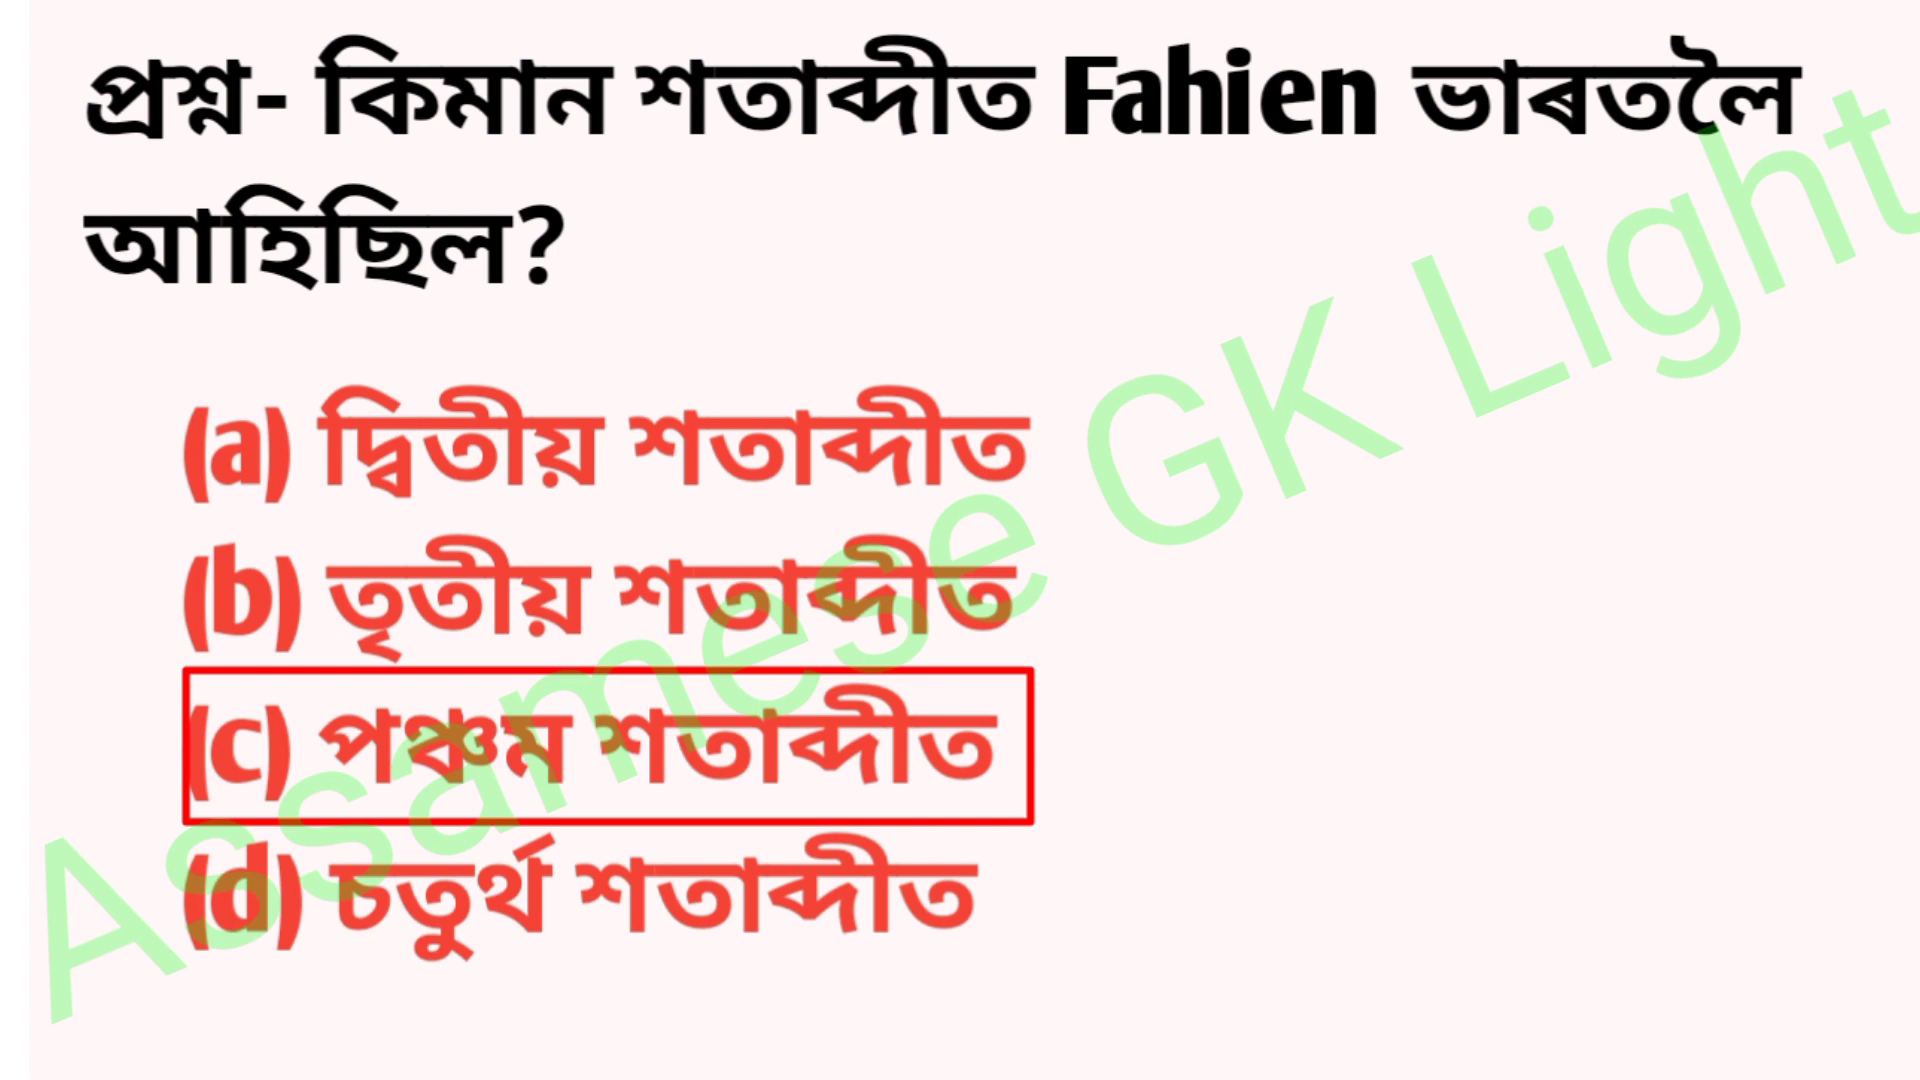 প্ৰশ্ন- কিমান শতাব্দীত Fahien ভাৰতলৈ
আহিছিল?
(a) দ্বিতীয় শতাব্দীত
(b) তৃতীয় শতাব্দীত
(c) পঞ্চম শতাব্দীত
(d) চতুৰ্থ শতাব্দীত
Assamese GK Light